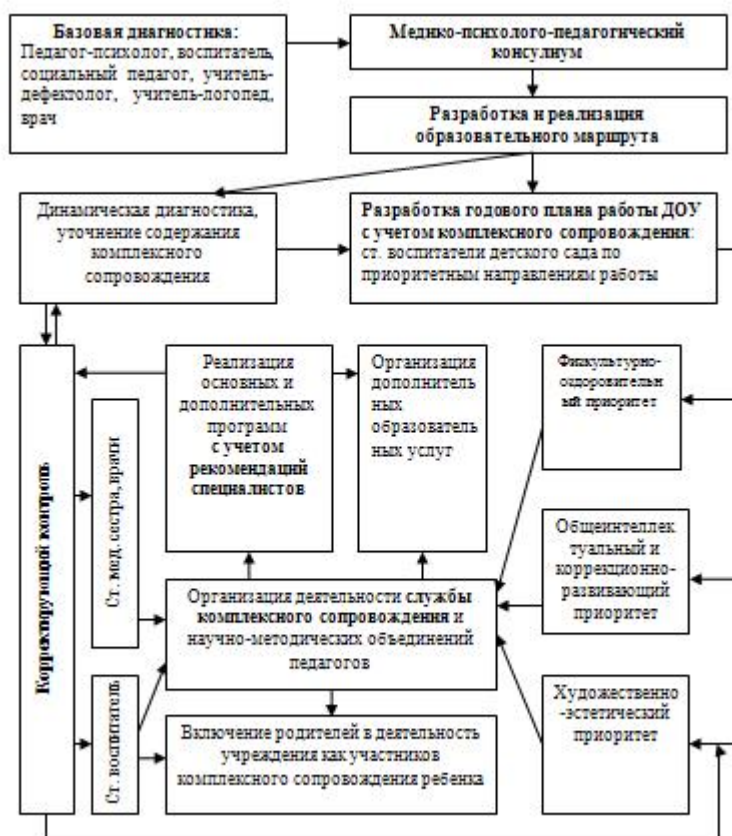 Базовая диагностика:
Педагог-психолог, воспитатель,
социальный педагог, учитель-
дефектолог, учитель-логопед,
врач
Медико-психолого-педагогический
консилиум
Разработка и реализация
образовательного маршрута
Динамическая диагностика,
уточнение содержания
комплексного
сопровождения
Разработка годового плана работы ДОУ
с учетом комплексного сопровождения:
ст. воспитатели детского сада по
приоритетным направлениям работы
Корректирующий контроль
Ст. мед. сестра, врачи
Ст. воспитатель
Реализация
основных и
дополнительных
программ
с учетом
рекомендаций
специалистов
Организация
дополнитель
ных
образователь
ных услуг
Физкультурно-
оздоровительн
ый приоритет
Общеинтеллек
туальный и
коррекционно-
развивающий
приоритет
Организация деятельности службы
комплексного сопровождения и
научно-методических объединений
педагогов
Художественно
-эстетический
приоритет
Включение родителей в деятельность
учреждения как участников
комплексного сопровождения ребенка